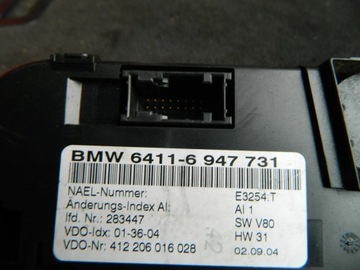 BMW 6411-6 947 731
NAEL-Nummer: E3254.T
Änderungs-Index AI: AI 1
lfd. Nr.: 283447 SW V80
VDO-Idx: 01-36-04 HW 31
VDO-Nr: 412 206 016 028 02.09.04
42